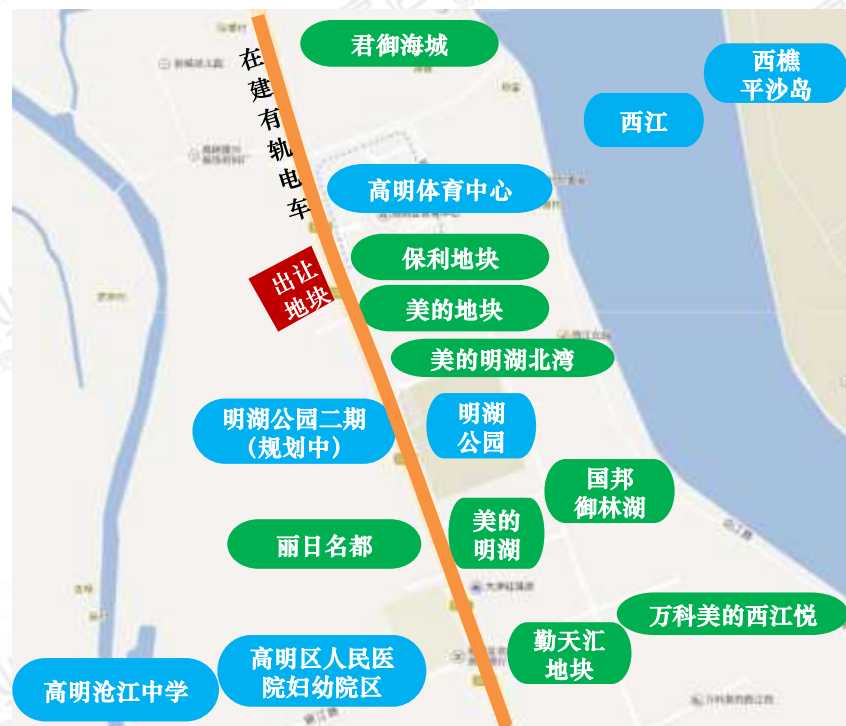 君御海城
西樵
平沙岛
西江
在建有轨电车
高明体育中心
保利地块
出让
地块
美的地块
美的明湖北湾
明湖公园二期
(规划中)
明湖
公园
国邦
御林湖
美的
明湖
丽日名都
万科美的西江悦
勤天汇
地块
高明区人民医
院妇幼院区
高明沧江中学